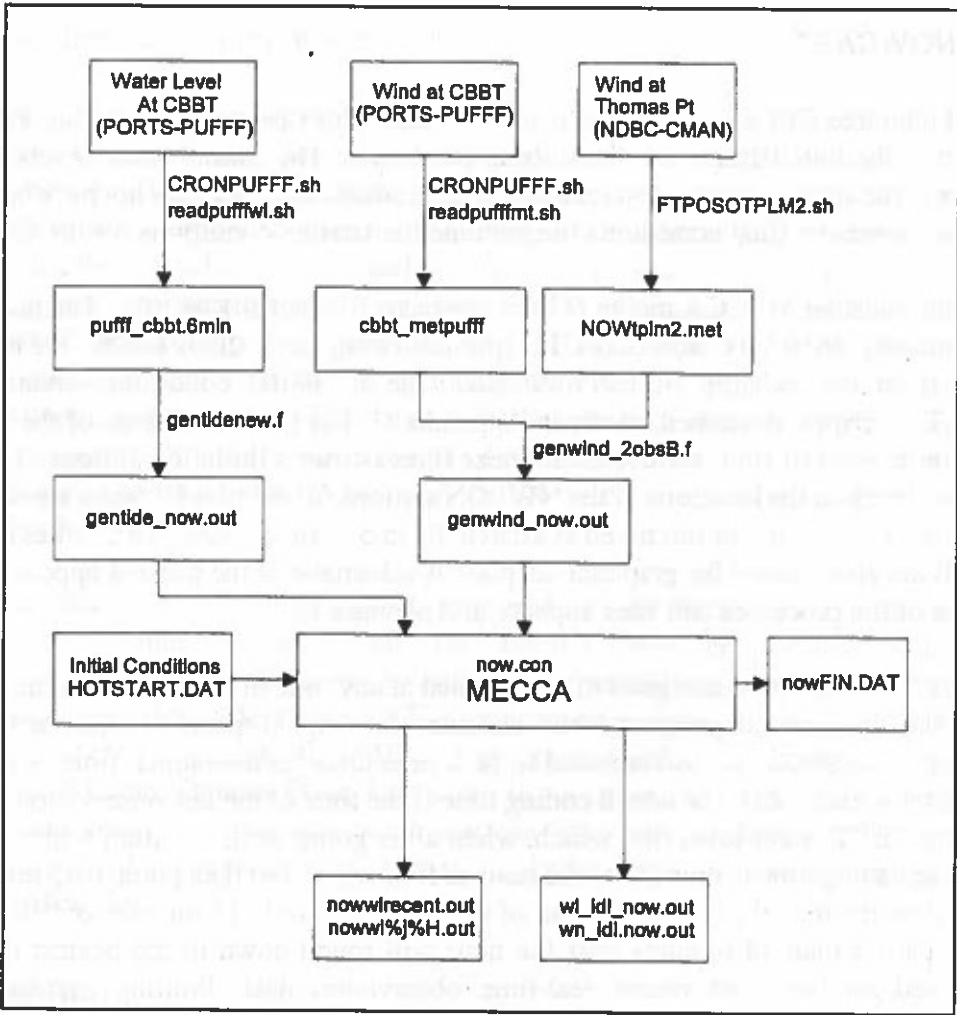 NOWCAST
Water Level
At CBBT
(PORTS-PUFFF)
Wind at CBBT
(PORTS-PUFFF)
Wind at
Thomas Pt
(NDBC-CMAN)
CRONPUFFF.sh
readpufffwl.sh
CRONPUFFF.sh
readpufffmt.sh
FTPOSOTPLM2.sh
pufff_cbbt.6min
cbbt_metpufff
NOWtplm2.met
gentidenew.f
genwind_2obsB.f
gentide_now.out
genwind_now.out
Initial Conditions
HOTSTART.DAT
now.con
MECCA
nowFIN.DAT
nowwlrecent.out
nowwl%j%H.out
wl_idl_now.out
wn_idl.now.out